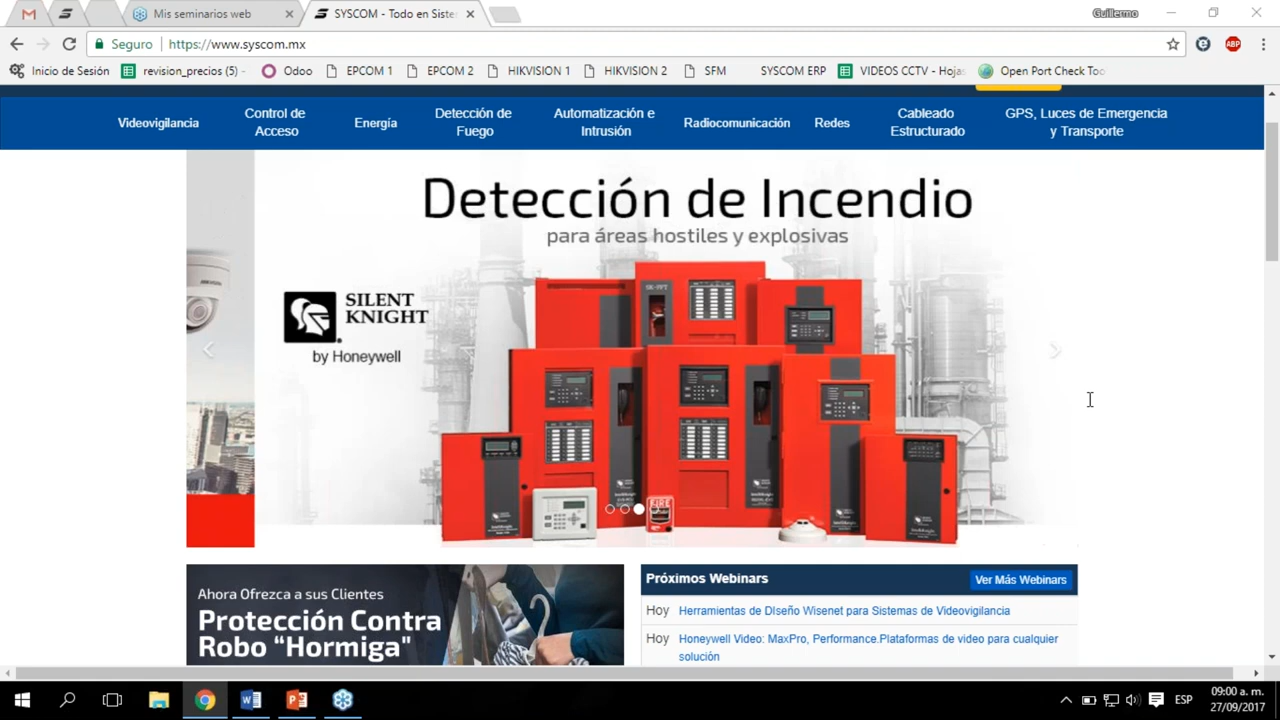 Mis seminarios web
SYSCOM - Todo en Siste
Guillermo
Seguro
https://www.syscom.mx
ABP
Inicio de Sesión
revision_precios (5) -
Odoo
EPCOM 1
EPCOM 2
HIKVISION 1
HIKVISION 2
SFM
SYSCOM ERP
VIDEOS CCTV - Hojas
Open Port Check Too
Videovigilancia
Control de
Acceso
Energía
Detección de
Fuego
Automatización e
Intrusión
Radiocomunicación
Redes
Cableado
Estructurado
GPS, Luces de Emergencia
y Transporte
Detección de Incendio
para áreas hostiles y explosivas
SILENT
KNIGHT
by Honeywell
FIRE
Ahora Ofrezca a sus Clientes
Protección Contra
Robo “Hormiga"
Próximos Webinars
Ver Más Webinars
Hoy Herramientas de DIseño Wisenet para Sistemas de Videovigilancia
Hoy Honeywell Video: MaxPro, Performance.Plataformas de video para cualquier
solución
ESP
09:00 a. m.
27/09/2017